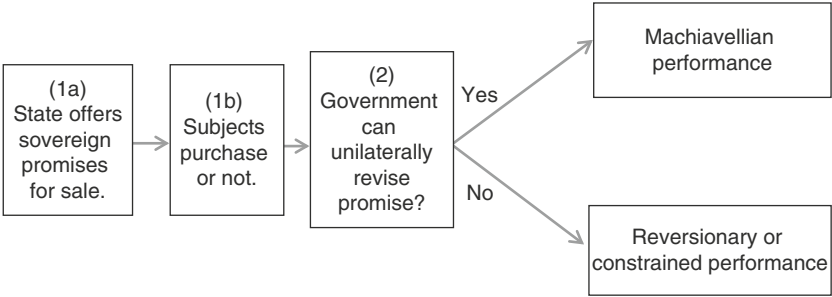 (1a)
State offers
sovereign
promises
for sale.
(1b)
Subjects
purchase
or not.
(2)
Government
can
unilaterally
revise
promise?
Yes
No
Machiavellian
performance
Reversionary or
constrained performance